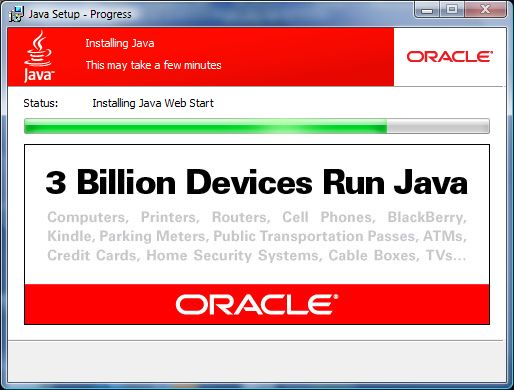 Java Setup - Progress
Installing Java
This may take a few minutes
Java™
ORACLE®
Status: Installing Java Web Start
3 Billion Devices Run Java
Computers, Printers, Routers, Cell Phones, BlackBerry,
Kindle, Parking Meters, Public Transportation Passes, ATMs,
Credit Cards, Home Security Systems, Cable Boxes, TVs...
ORACLE®